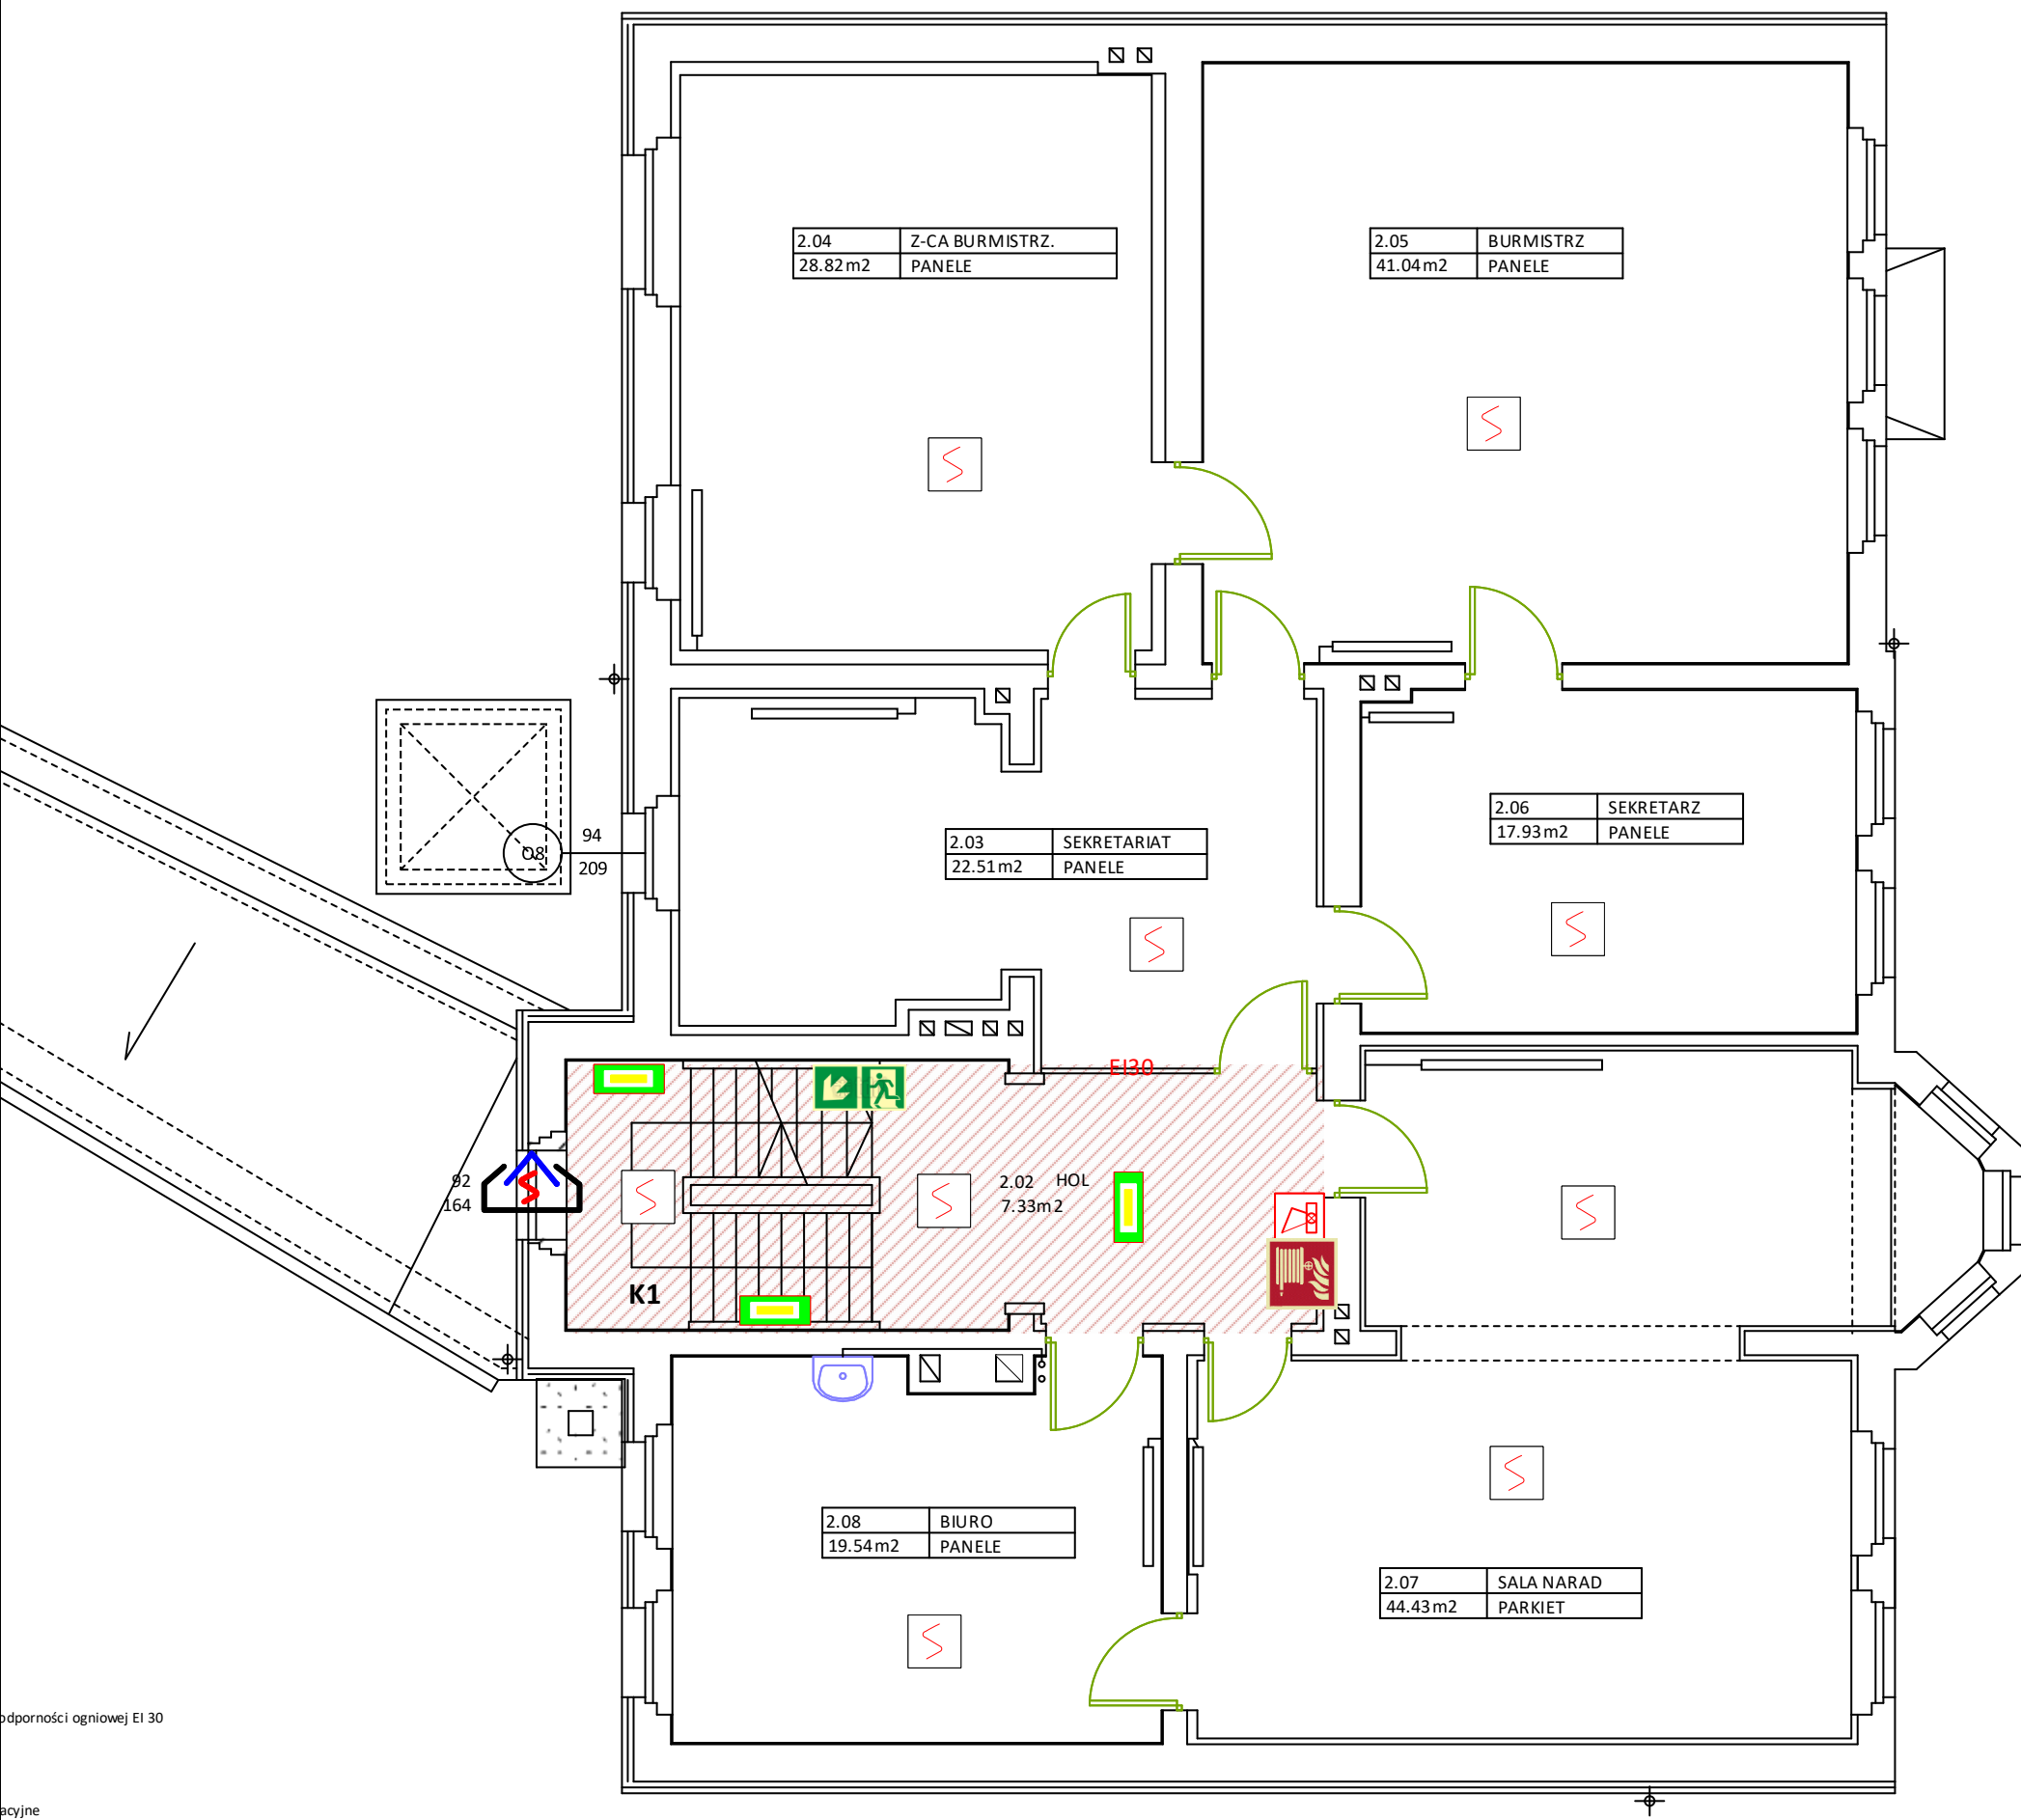 2.04 Z-CA BURMISTRZ.
28.82m2 PANELE
2.05 BURMISTRZ
41.04m2 PANELE
2.06 SEKRETARZ
17.93m2 PANELE
2.03 SEKRETARIAT
22.51m2 PANELE
O8
94
209
EI30
92
164
2.02 HOL
7.33m2
K1
2.08 BIURO
19.54m2 PANELE
2.07 SALA NARAD
44.43m2 PARKIET
odporności ogniowej EI 30
acyjne